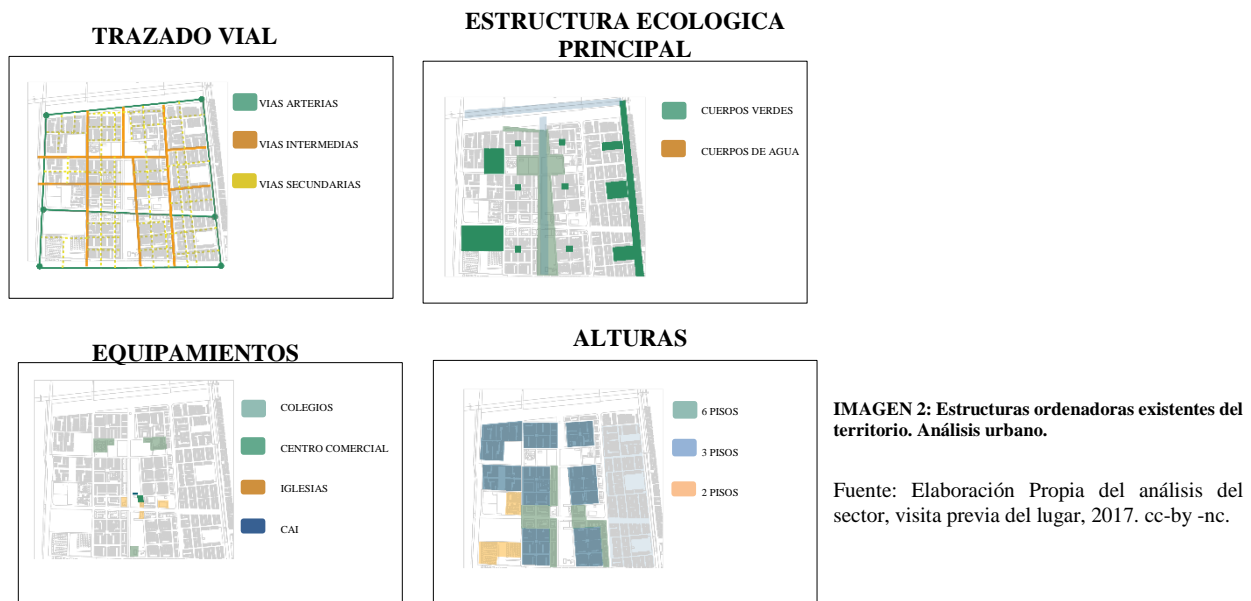 TRAZADO VIAL
VIAS ARTERIAS
VIAS INTERMEDIAS
VIAS SECUNDARIAS
ESTRUCTURA ECOLOGICA
PRINCIPAL
CUERPOS VERDES
CUERPOS DE AGUA
EQUIPAMIENTOS
COLEGIOS
CENTRO COMERCIAL
IGLESIAS
CAI
ALTURAS
6 PISOS
3 PISOS
2 PISOS
IMAGEN 2: Estructuras ordenadoras existentes del
territorio. Análisis urbano.
Fuente: Elaboración Propia del análisis del
sector, visita previa del lugar, 2017. cc-by -nc.